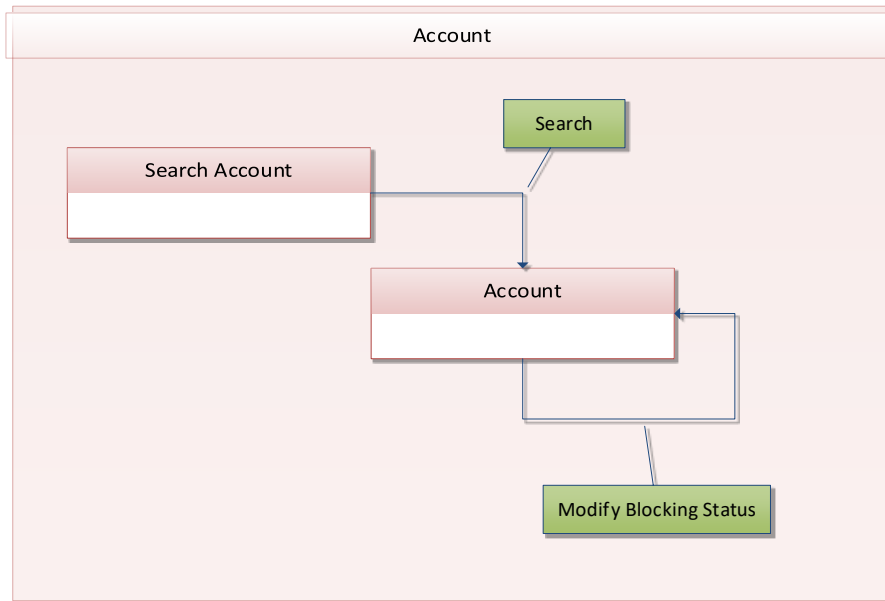 Account
Search
Search Account
Account
Modify Blocking Status